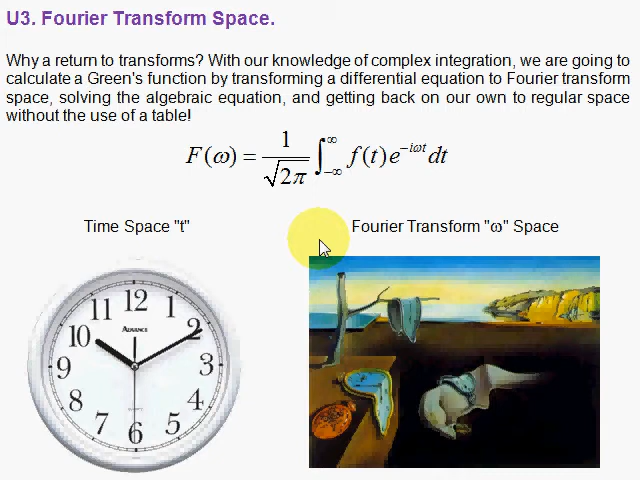 U3. Fourier Transform Space.
Why a return to transforms? With our knowledge of complex integration, we are going to
calculate a Green's function by transforming a differential equation to Fourier transform
space, solving the algebraic equation, and getting back on our own to regular space
without the use of a table!
F(ω) = 1/√2π ∫_{-∞}^{∞} f(t)e^{-iωt} dt
Time Space "t"
Fourier Transform "ω" Space
12
11 1
ADVANCE
10 2
9 3
8 4
7 5
6